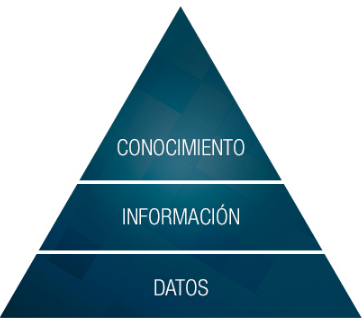 CONOCIMIENTO
INFORMACIÓN
DATOS